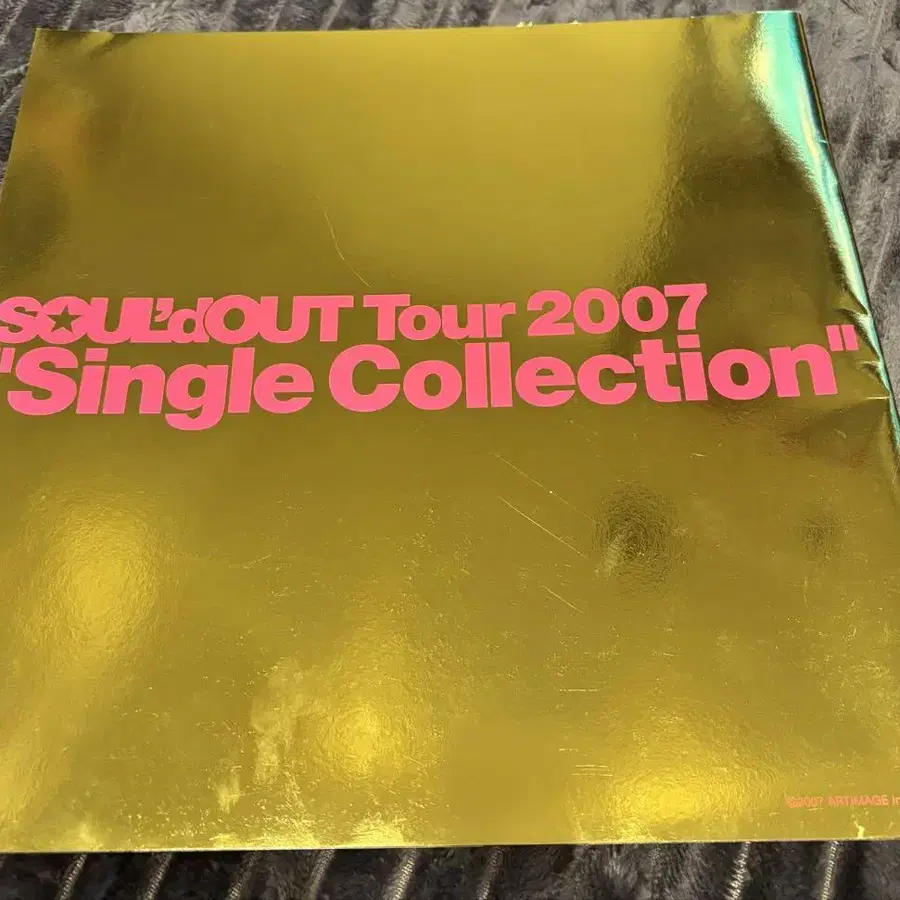 SOUL'dOUT Tour 2007
"Single Collection"
©2007 ARTIMAGE